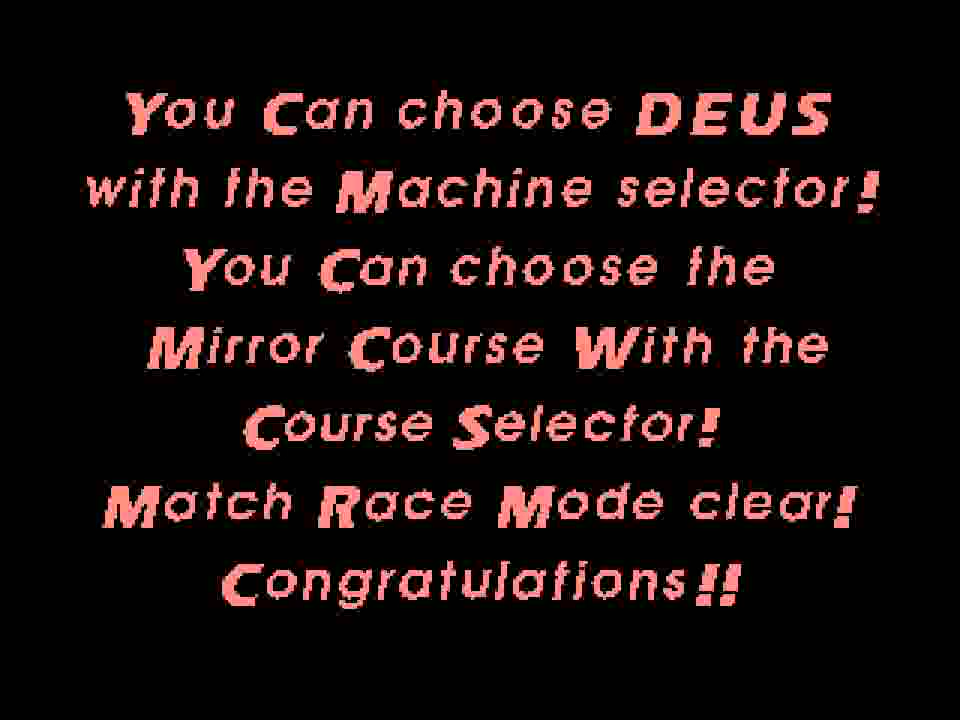 You Can choose DEUS
with the Machine selector!
You Can choose the
Mirror Course With the
Course Selector!
Match Race Mode clear!
Congratulations!!